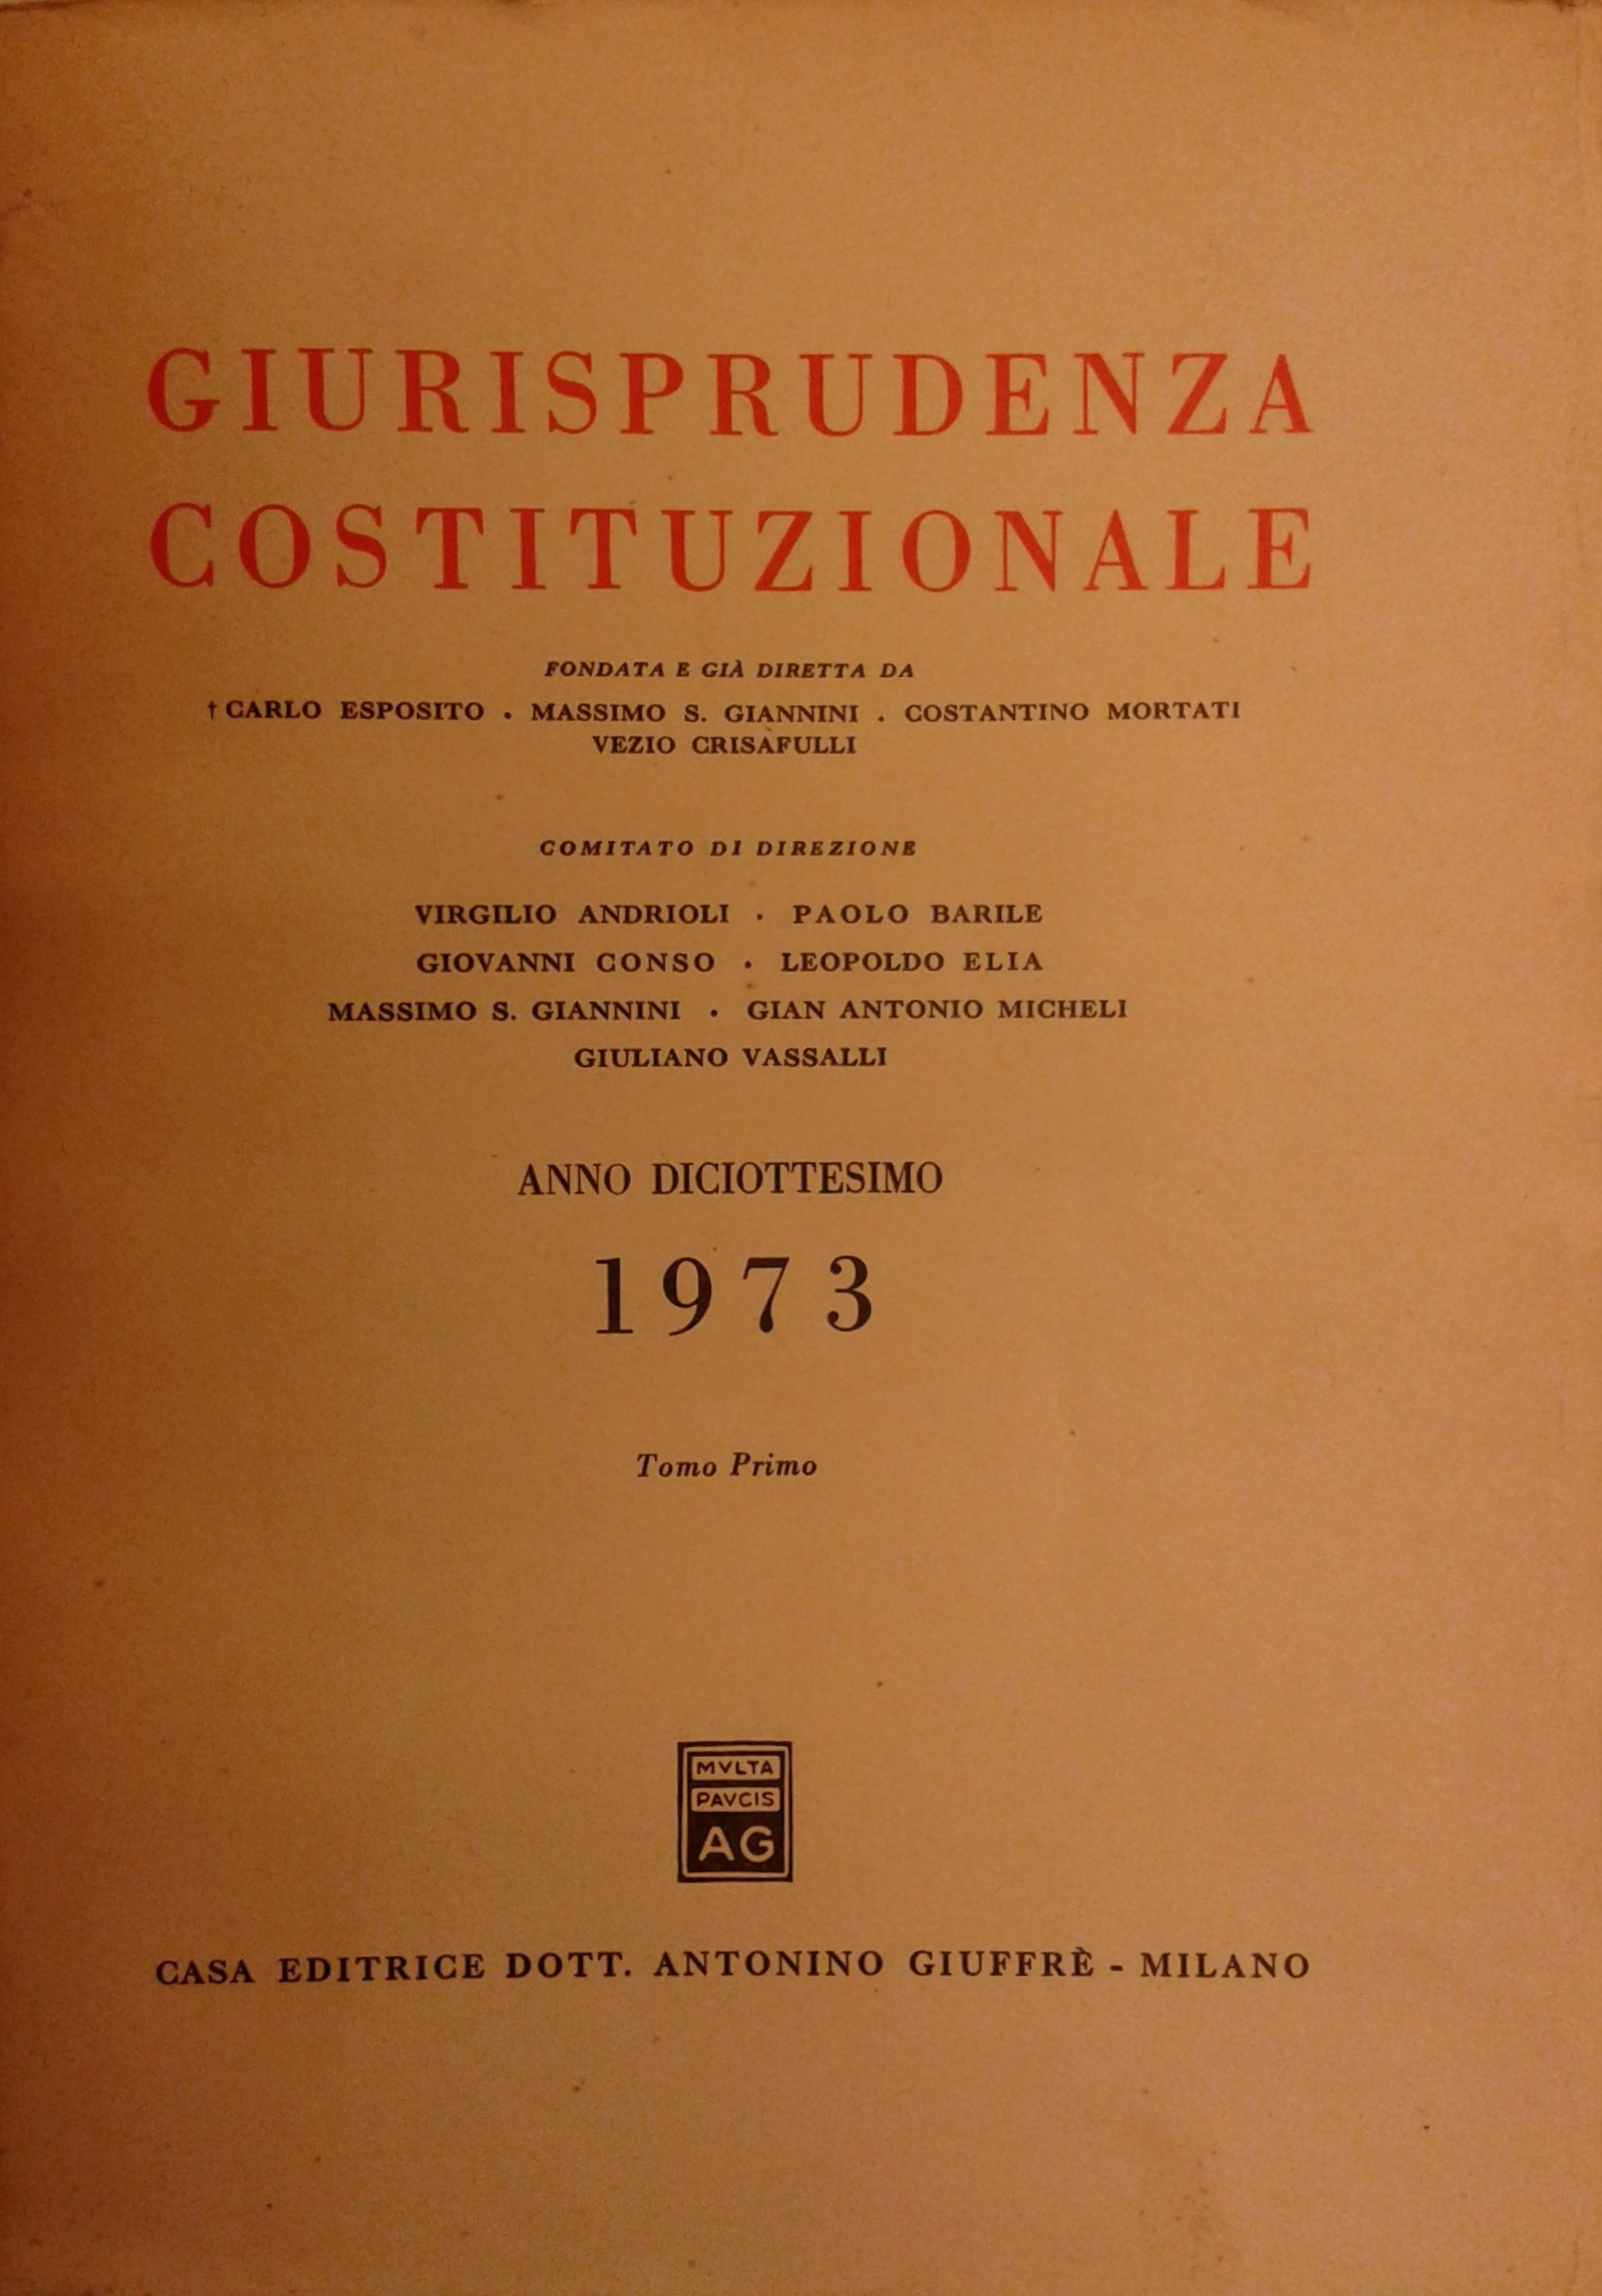 GIURISPRUDENZA
COSTITUZIONALE
FONDATA E GIÀ DIRETTA DA
† CARLO ESPOSITO . MASSIMO S. GIANNINI . COSTANTINO MORTATI
VEZIO CRISAFULLI
COMITATO DI DIREZIONE
VIRGILIO ANDRIOLI · PAOLO BARILE
GIOVANNI CONSO · LEOPOLDO ELIA
MASSIMO S. GIANNINI · GIAN ANTONIO MICHELI
GIULIANO VASSALLI
ANNO DICIOTTESIMO
1973
Tomo Primo
MVLTA
PAVCIS
AG
CASA EDITRICE DOTT. ANTONINO GIUFFRÈ - MILANO